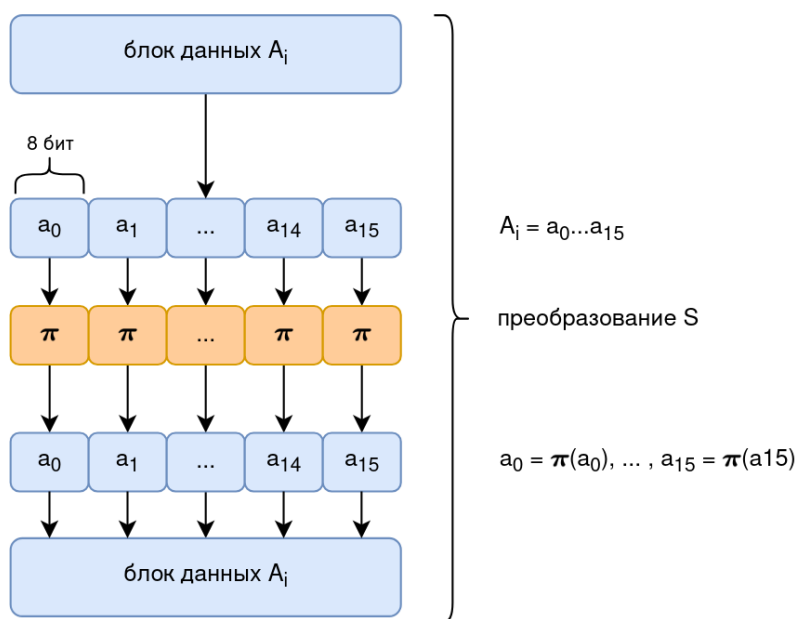 блок данных Aᵢ
8 бит
a₀ a₁ ... a₁₄ a₁₅
Aᵢ = a₀...a₁₅
π π ... π π
преобразование S
a₀ a₁ ... a₁₄ a₁₅
a₀ = π(a₀), ... , a₁₅ = π(a15)
блок данных Aᵢ